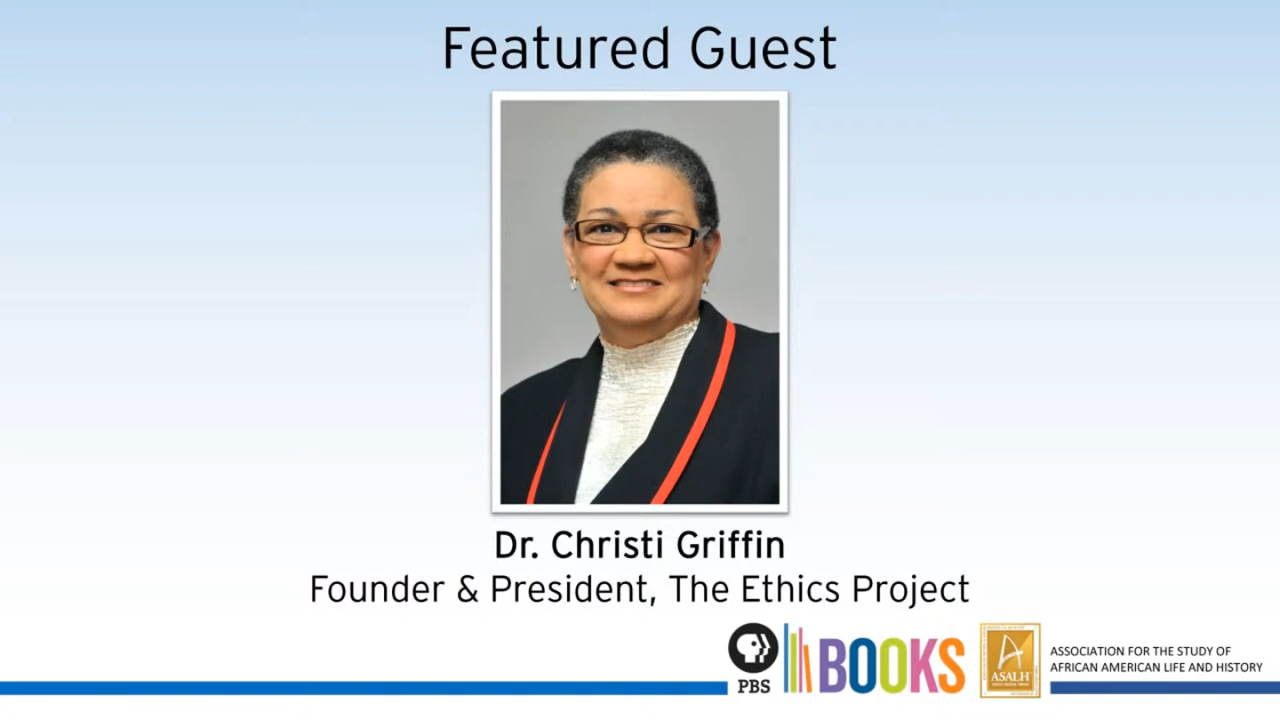 Featured Guest
Dr. Christi Griffin
Founder & President, The Ethics Project
PBS
BOOKS
ASALH
ASSOCIATION FOR THE STUDY OF
AFRICAN AMERICAN LIFE AND HISTORY